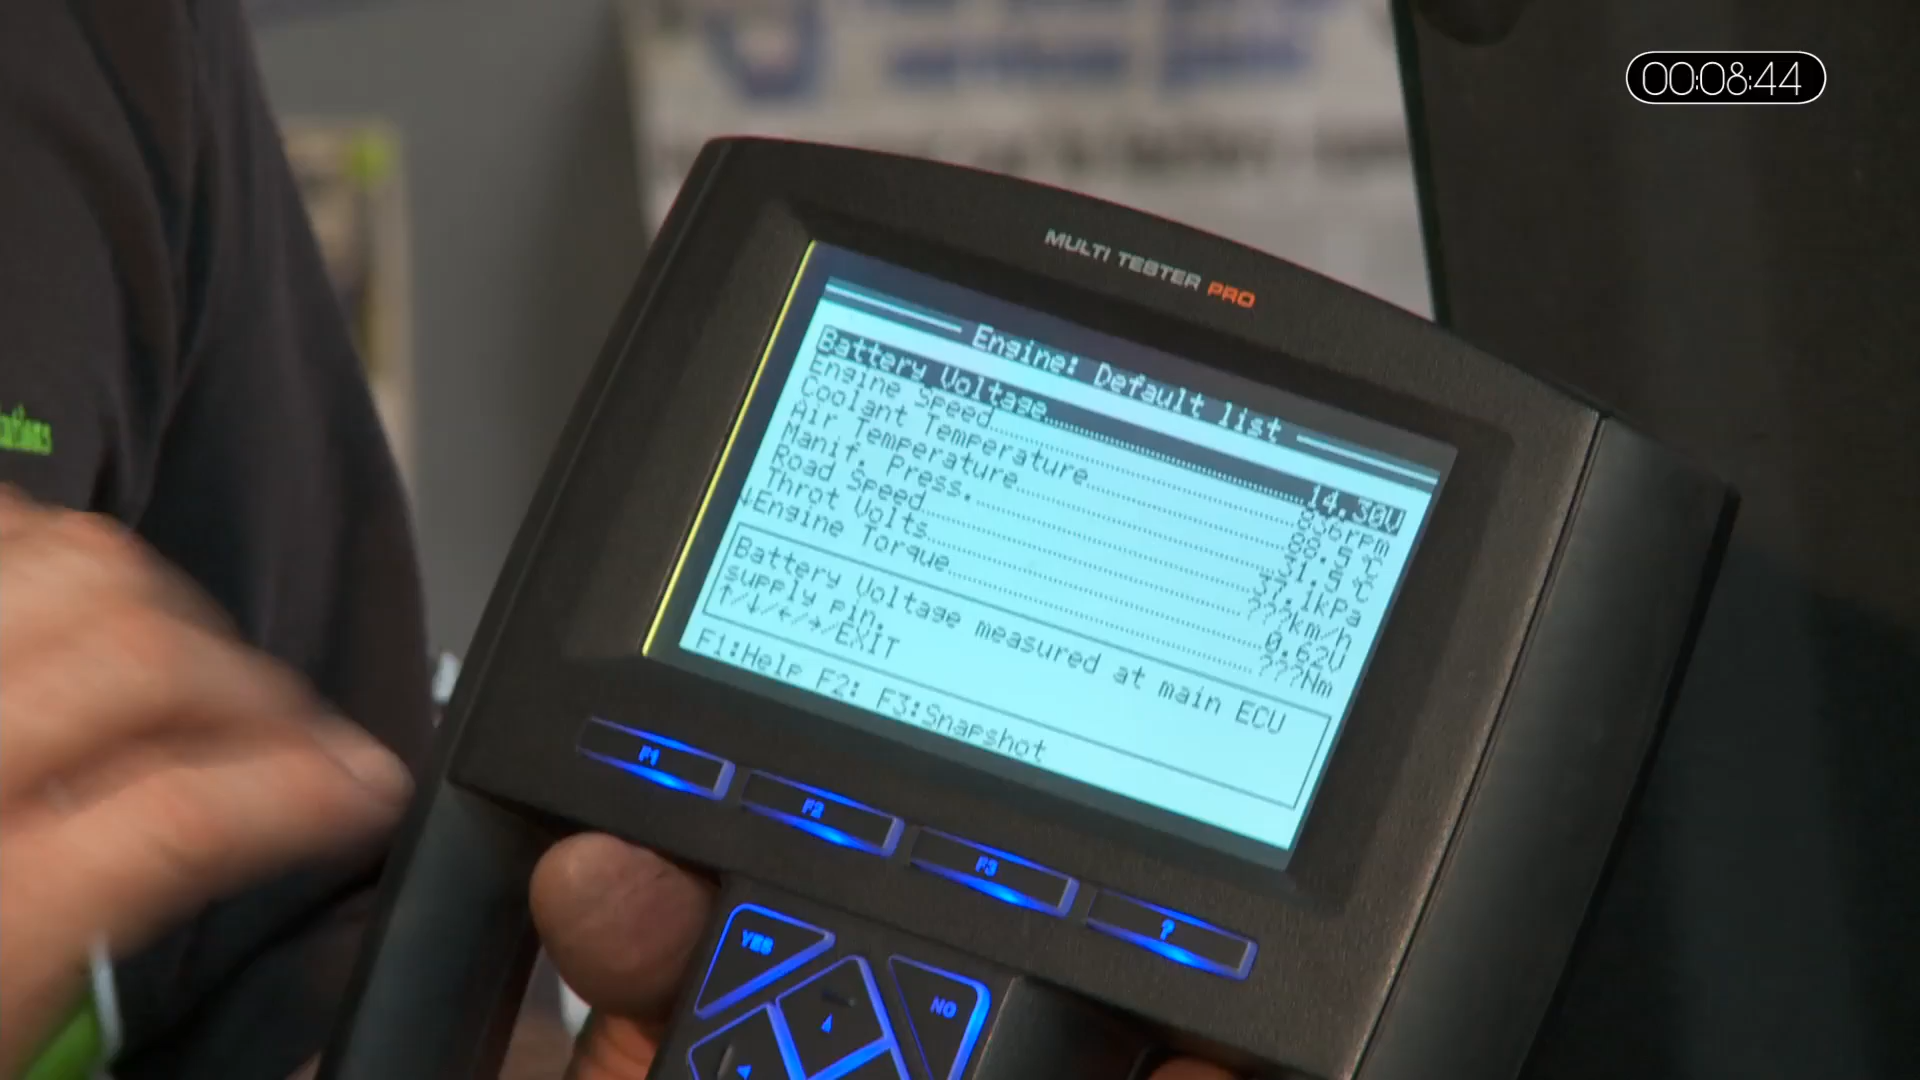 00:08:44
MULTI TESTER PRO
Engine: Default list
Battery Voltage 14.30V
Engine Speed 836rpm
Coolant Temperature 88.5℃
Air Temperature 31.5℃
Manif. Press. 37.1kPa
Road Speed ???km/h
Throt Volts 0.62V
↓Engine Torque ???Nm
Battery Voltage measured at main ECU
supply pin.
↑/↓/←/→/EXIT
F1:Help F2: F3:Snapshot
F1
F2
F3
?
YES
NO